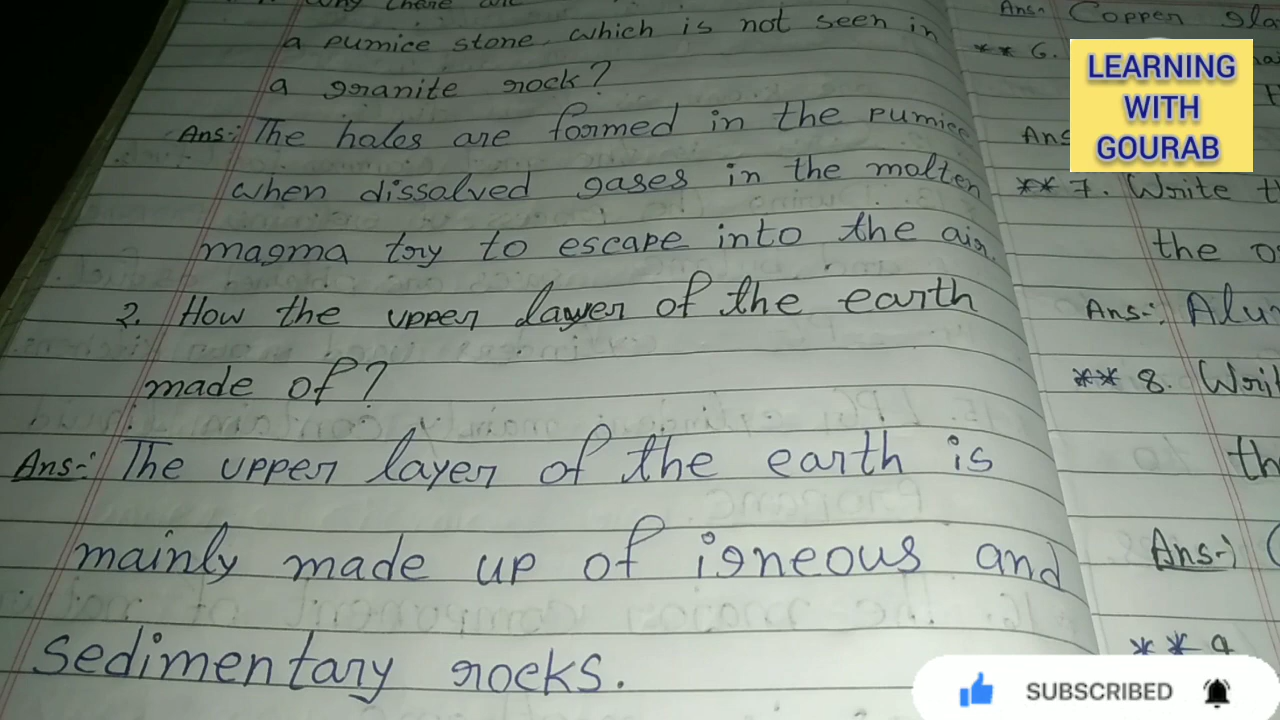 a pumice stone which is not seen in
a granite rock?
Ans:- The holes are formed in the pumice
when dissolved gases in the molten
magma try to escape into the air.
2. How the upper layer of the earth
made of?
Ans:- The upper layer of the earth is
mainly made up of igneous and
sedimentary rocks.
Ans- Copper
** 6.
Ans
** 7. Write
the
Ans:-
** 8.
Ans:-
** 9
LEARNING
WITH
GOURAB
SUBSCRIBED